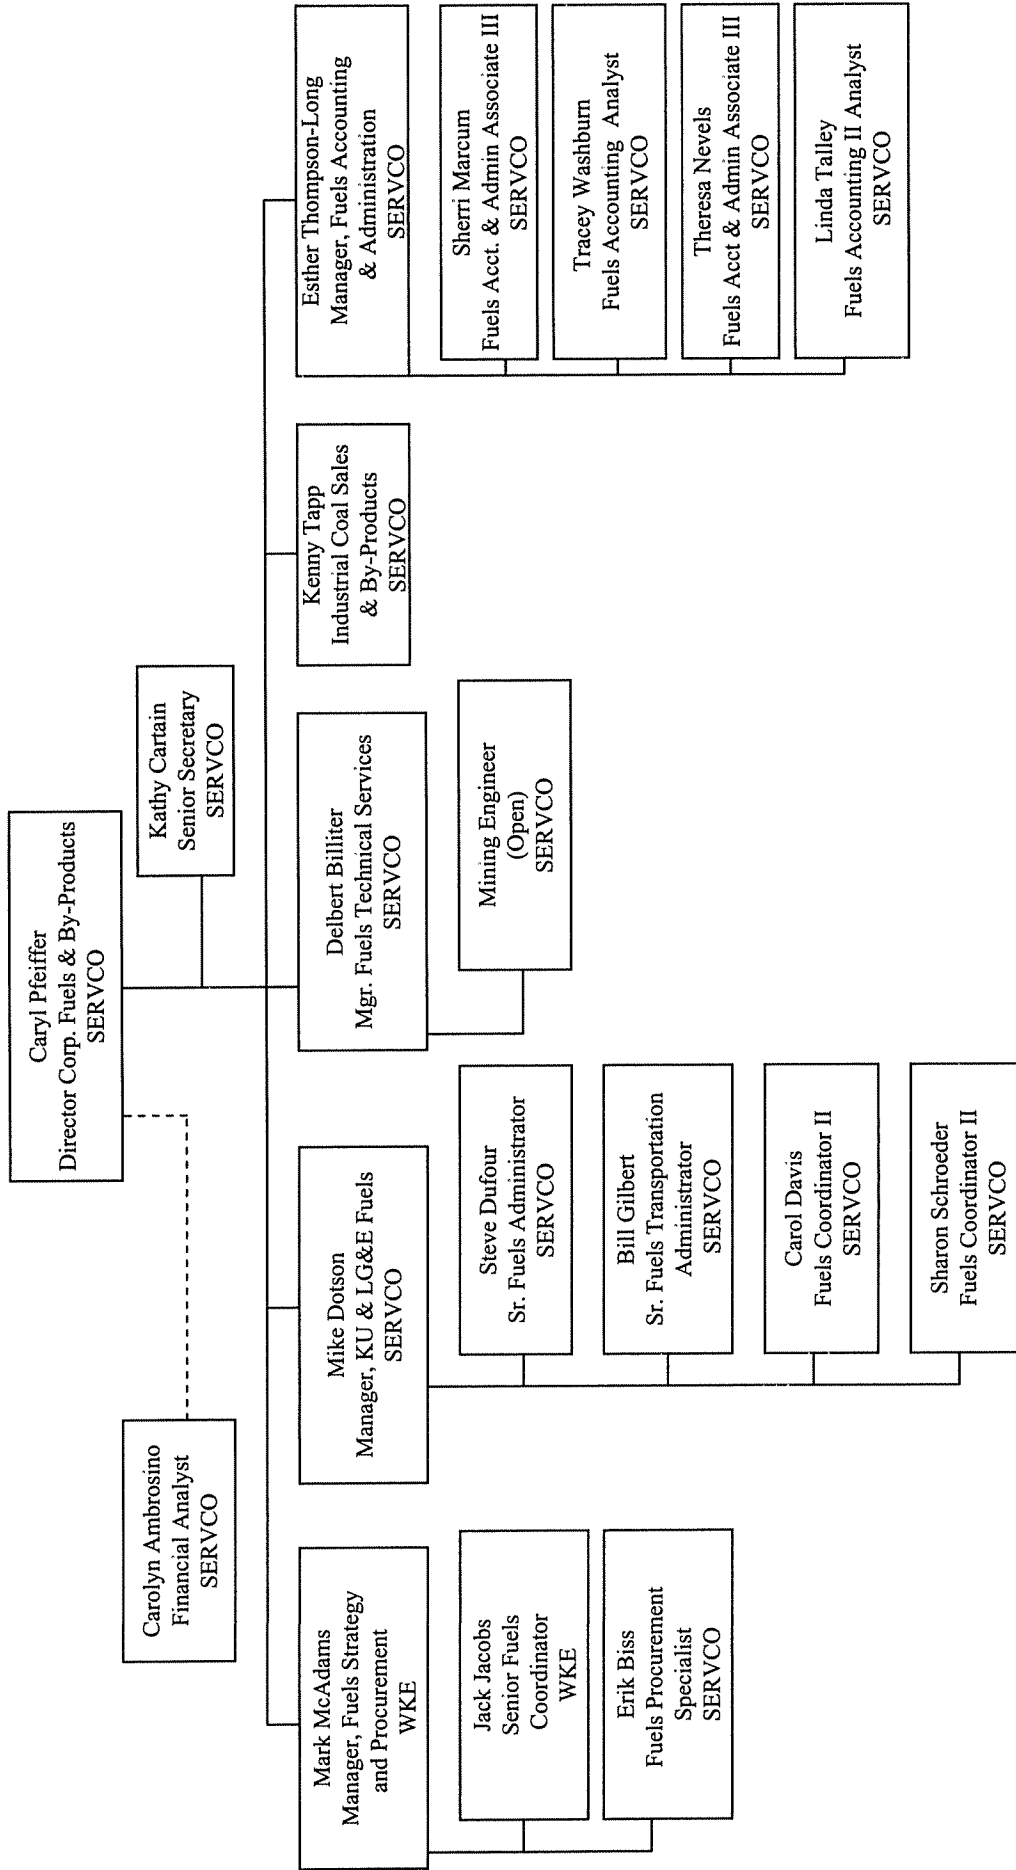 Caryl Pfeiffer
Director Corp. Fuels & By-Products
SERVCO
Kathy Cartain
Senior Secretary
SERVCO
Carolyn Ambrosino
Financial Analyst
SERVCO
Mark McAdams
Manager, Fuels Strategy
and Procurement
WKE
Jack Jacobs
Senior Fuels
Coordinator
WKE
Erik Biss
Fuels Procurement
Specialist
SERVCO
Mike Dotson
Manager, KU & LG&E Fuels
SERVCO
Steve Dufour
Sr. Fuels Administrator
SERVCO
Bill Gilbert
Sr. Fuels Transportation
Administrator
SERVCO
Carol Davis
Fuels Coordinator II
SERVCO
Sharon Schroeder
Fuels Coordinator II
SERVCO
Delbert Billiter
Mgr. Fuels Technical Services
SERVCO
Mining Engineer
(Open)
SERVCO
Kenny Tapp
Industrial Coal Sales
& By-Products
SERVCO
Esther Thompson-Long
Manager, Fuels Accounting
& Administration
SERVCO
Sherri Marcum
Fuels Acct. & Admin Associate III
SERVCO
Tracey Washburn
Fuels Accounting Analyst
SERVCO
Theresa Nevels
Fuels Acct & Admin Associate III
SERVCO
Linda Talley
Fuels Accounting II Analyst
SERVCO